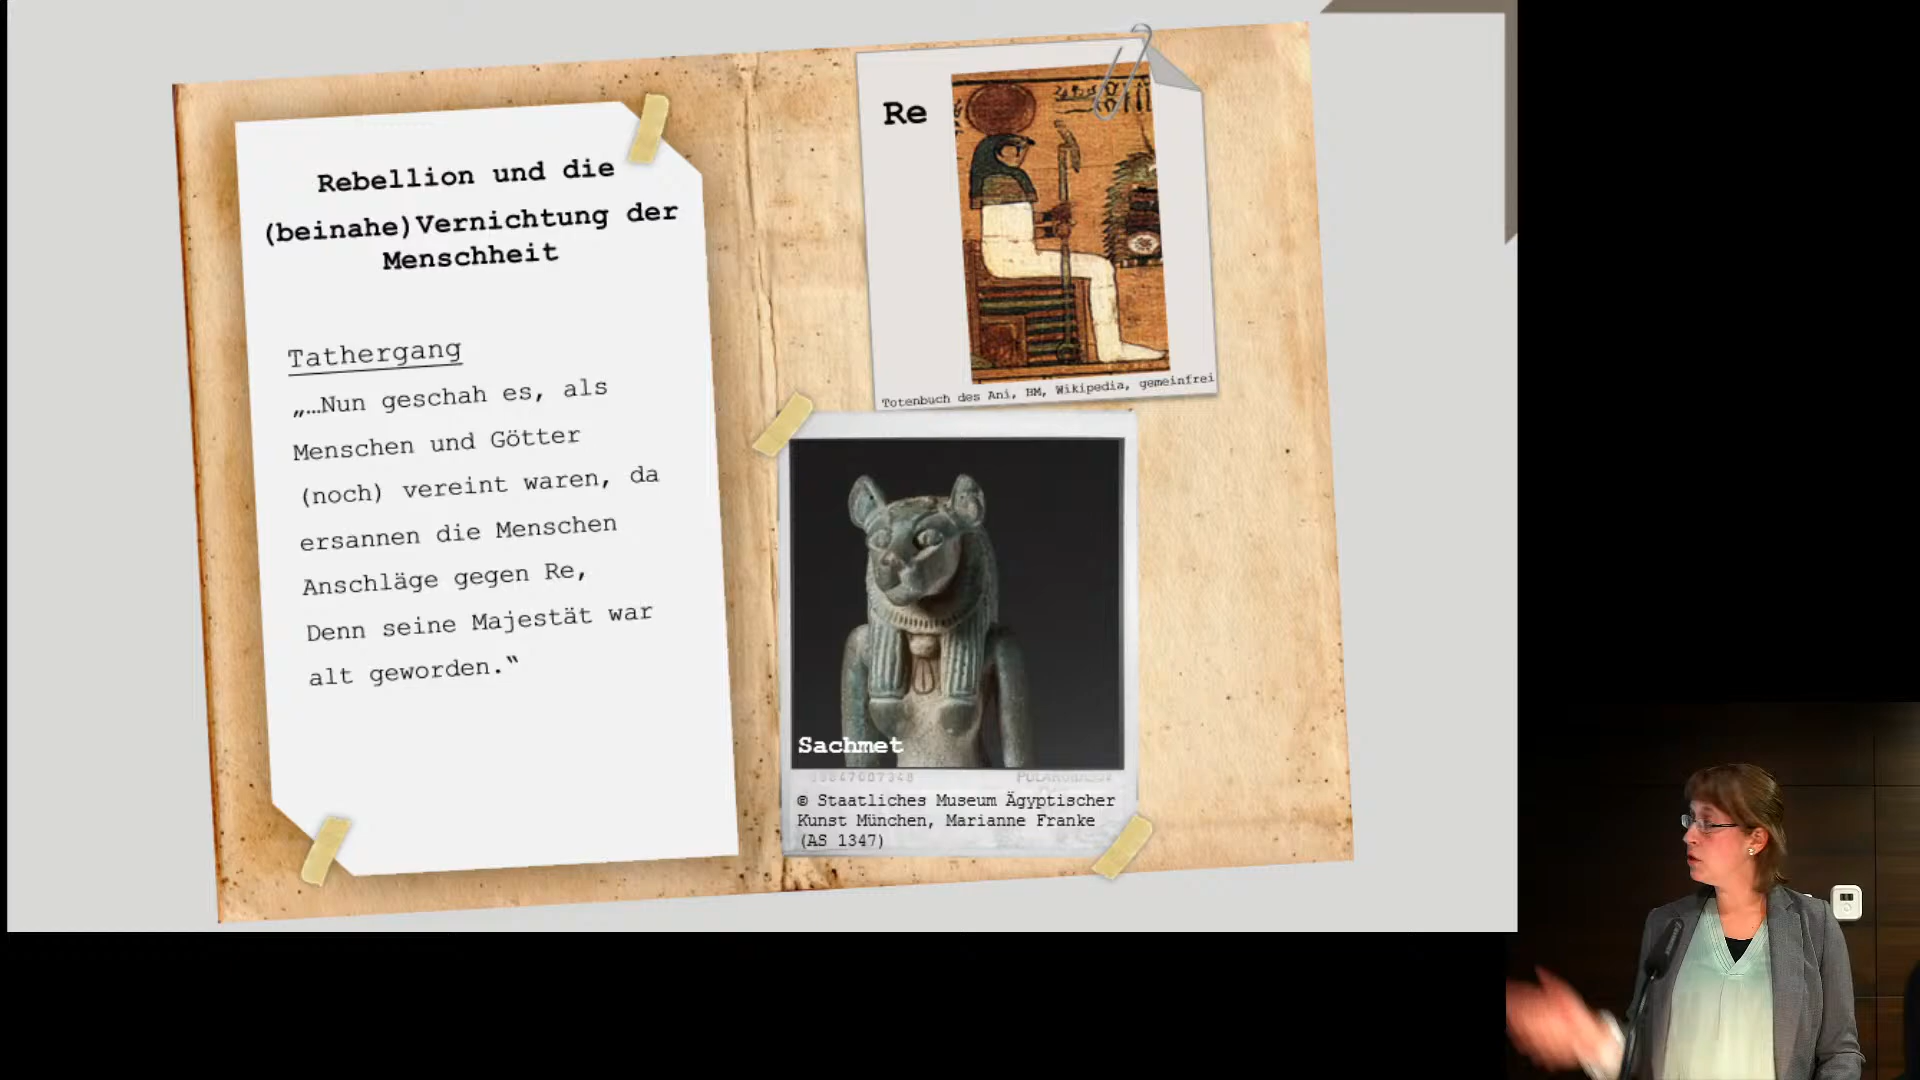 Rebellion und die
(beinahe)Vernichtung der
Menschheit
Tathergang
„…Nun geschah es, als
Menschen und Götter
(noch) vereint waren, da
ersannen die Menschen
Anschläge gegen Re,
Denn seine Majestät war
alt geworden.“
Re
Totenbuch des Ani, BM, Wikipedia, gemeinfrei
Sachmet
© Staatliches Museum Ägyptischer
Kunst München, Marianne Franke
(AS 1347)